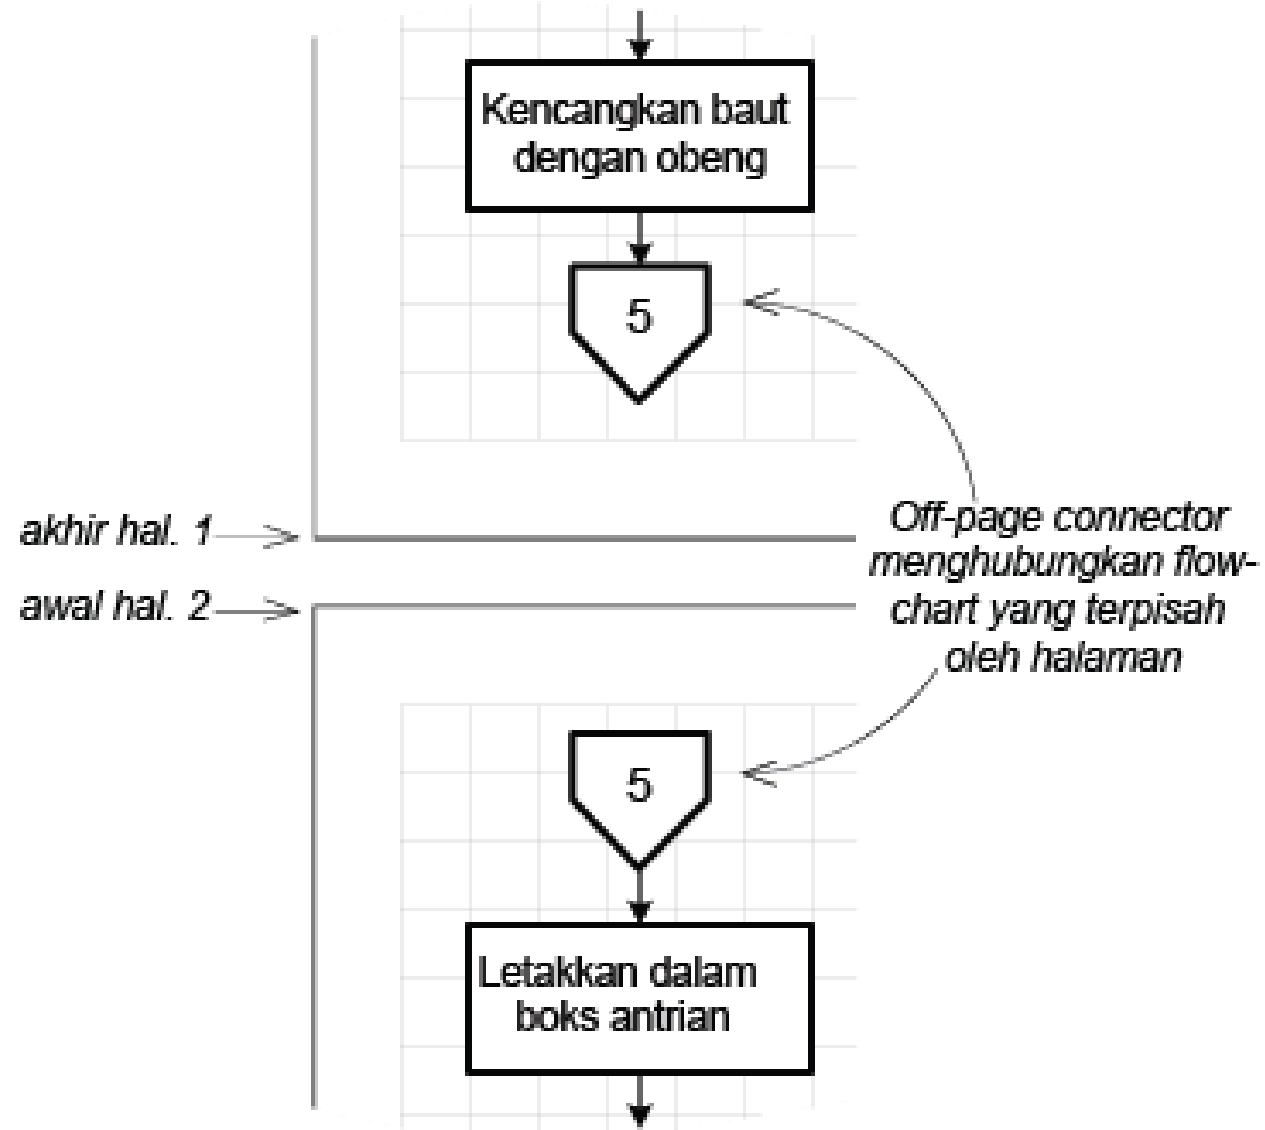 Kencangkan baut
dengan obeng
5
akhir hal. 1
awal hal. 2
Off-page connector
menghubungkan flow-
chart yang terpisah
oleh halaman
5
Letakkan dalam
boks antrian